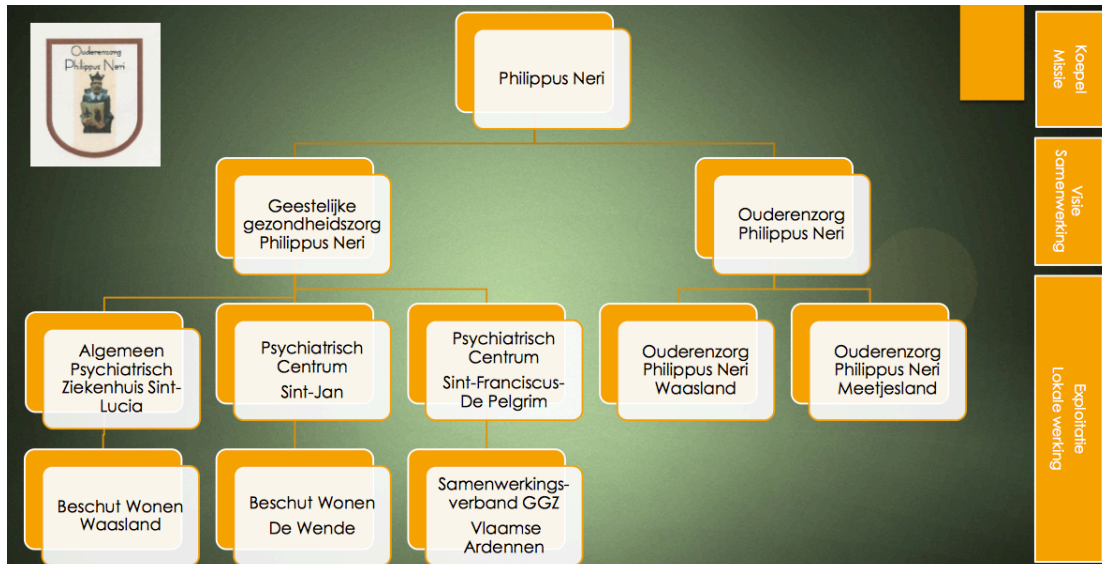 Ouderenzorg
Philippus Neri
Philippus Neri
Koepel
Missie
Geestelijke
gezondheidszorg
Philippus Neri
Ouderenzorg
Philippus Neri
Visie
Samenwerking
Algemeen
Psychiatrisch
Ziekenhuis Sint-
Lucia
Psychiatrisch
Centrum
Sint-Jan
Psychiatrisch
Centrum
Sint-Franciscus-
De Pelgrim
Ouderenzorg
Philippus Neri
Waasland
Ouderenzorg
Philippus Neri
Meetjesland
Exploitatie
Lokale werking
Beschut Wonen
Waasland
Beschut Wonen
De Wende
Samenwerkings-
verband GGZ
Vlaamse
Ardennen